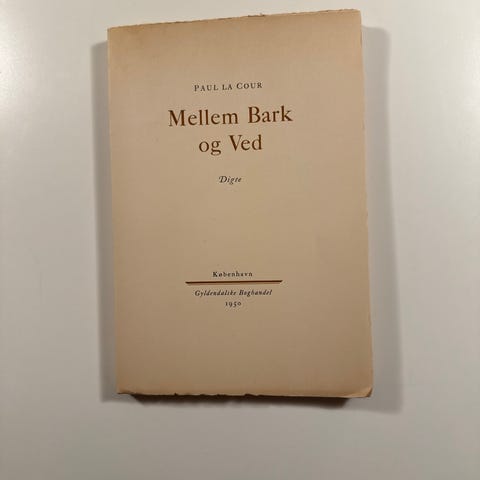 PAUL LA COUR
Mellem Bark
og Ved
Digte
København
Gyldendalske Boghandel
1950